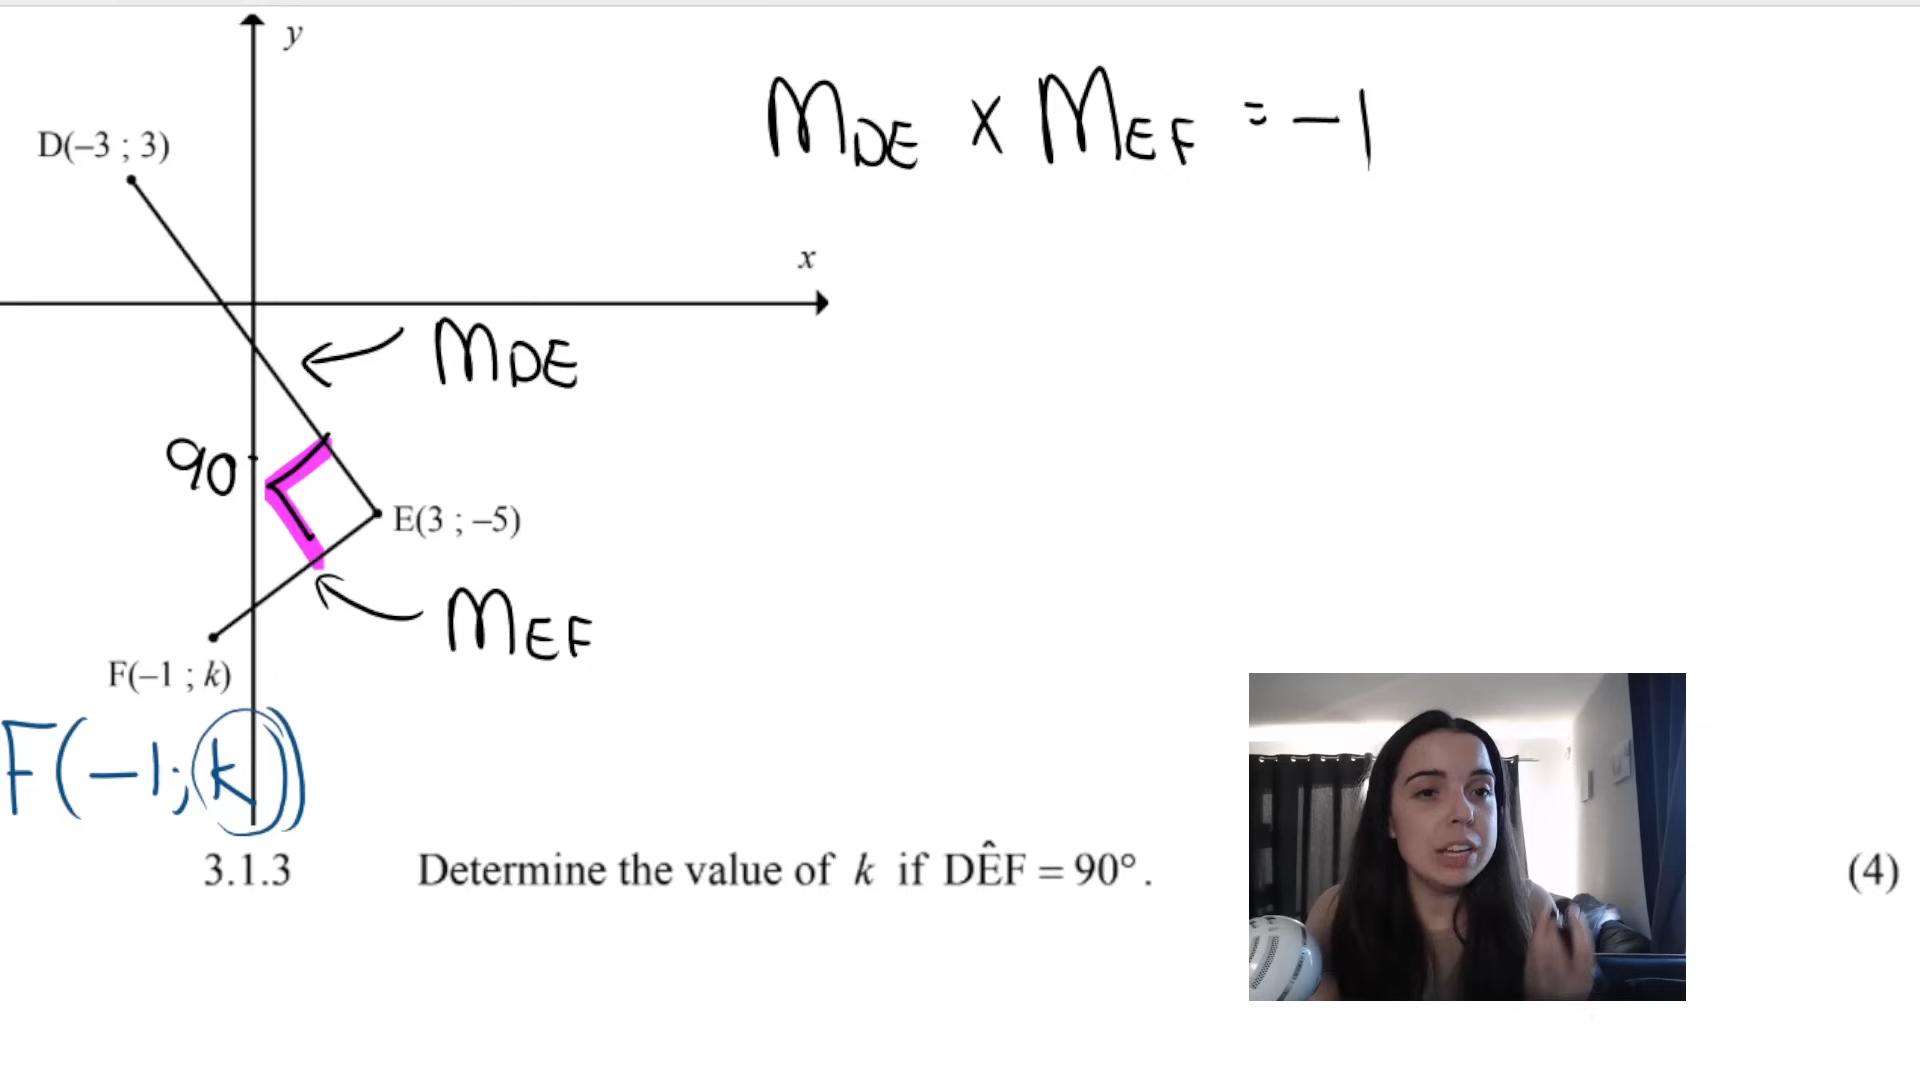 y
M_DE x M_EF = -1
D(–3 ; 3)
x
M_DE
90
E(3 ; –5)
M_EF
F(–1 ; k)
F(-1; k)
3.1.3 Determine the value of k if DÊF = 90°. (4)